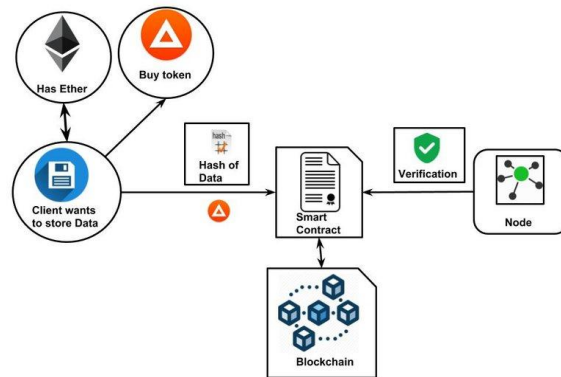 Has Ether
Buy token
hash
Hash of
Data
Verification
Client wants
to store Data
Smart
Contract
Node
Blockchain